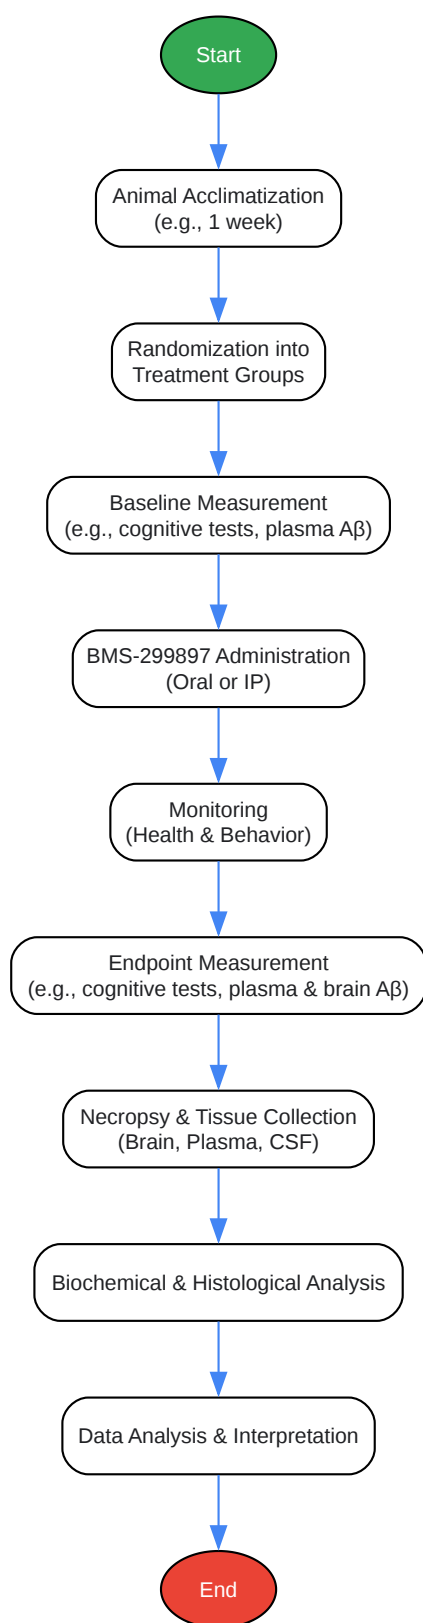 Start
Animal Acclimatization
(e.g., 1 week)
Randomization into
Treatment Groups
Baseline Measurement
(e.g., cognitive tests, plasma Aβ)
BMS-299897 Administration
(Oral or IP)
Monitoring
(Health & Behavior)
Endpoint Measurement
(e.g., cognitive tests, plasma & brain Aβ)
Necropsy & Tissue Collection
(Brain, Plasma, CSF)
Biochemical & Histological Analysis
Data Analysis & Interpretation
End